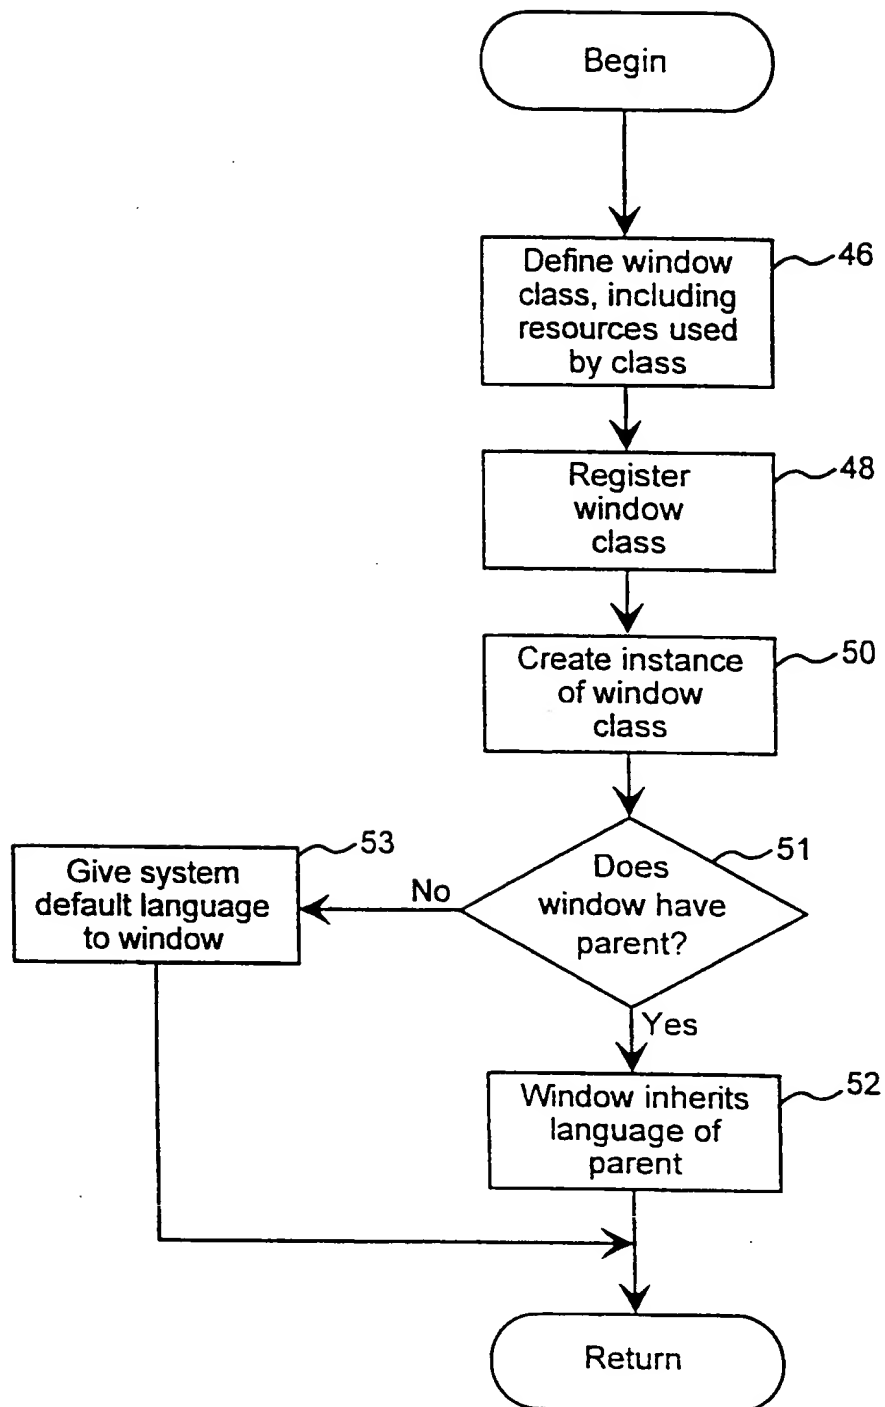 Begin
Define window
class, including
resources used
by class
46
Register
window
class
48
Create instance
of window
class
50
Does
window have
parent?
51
No
Give system
default language
to window
53
Yes
Window inherits
language of
parent
52
Return